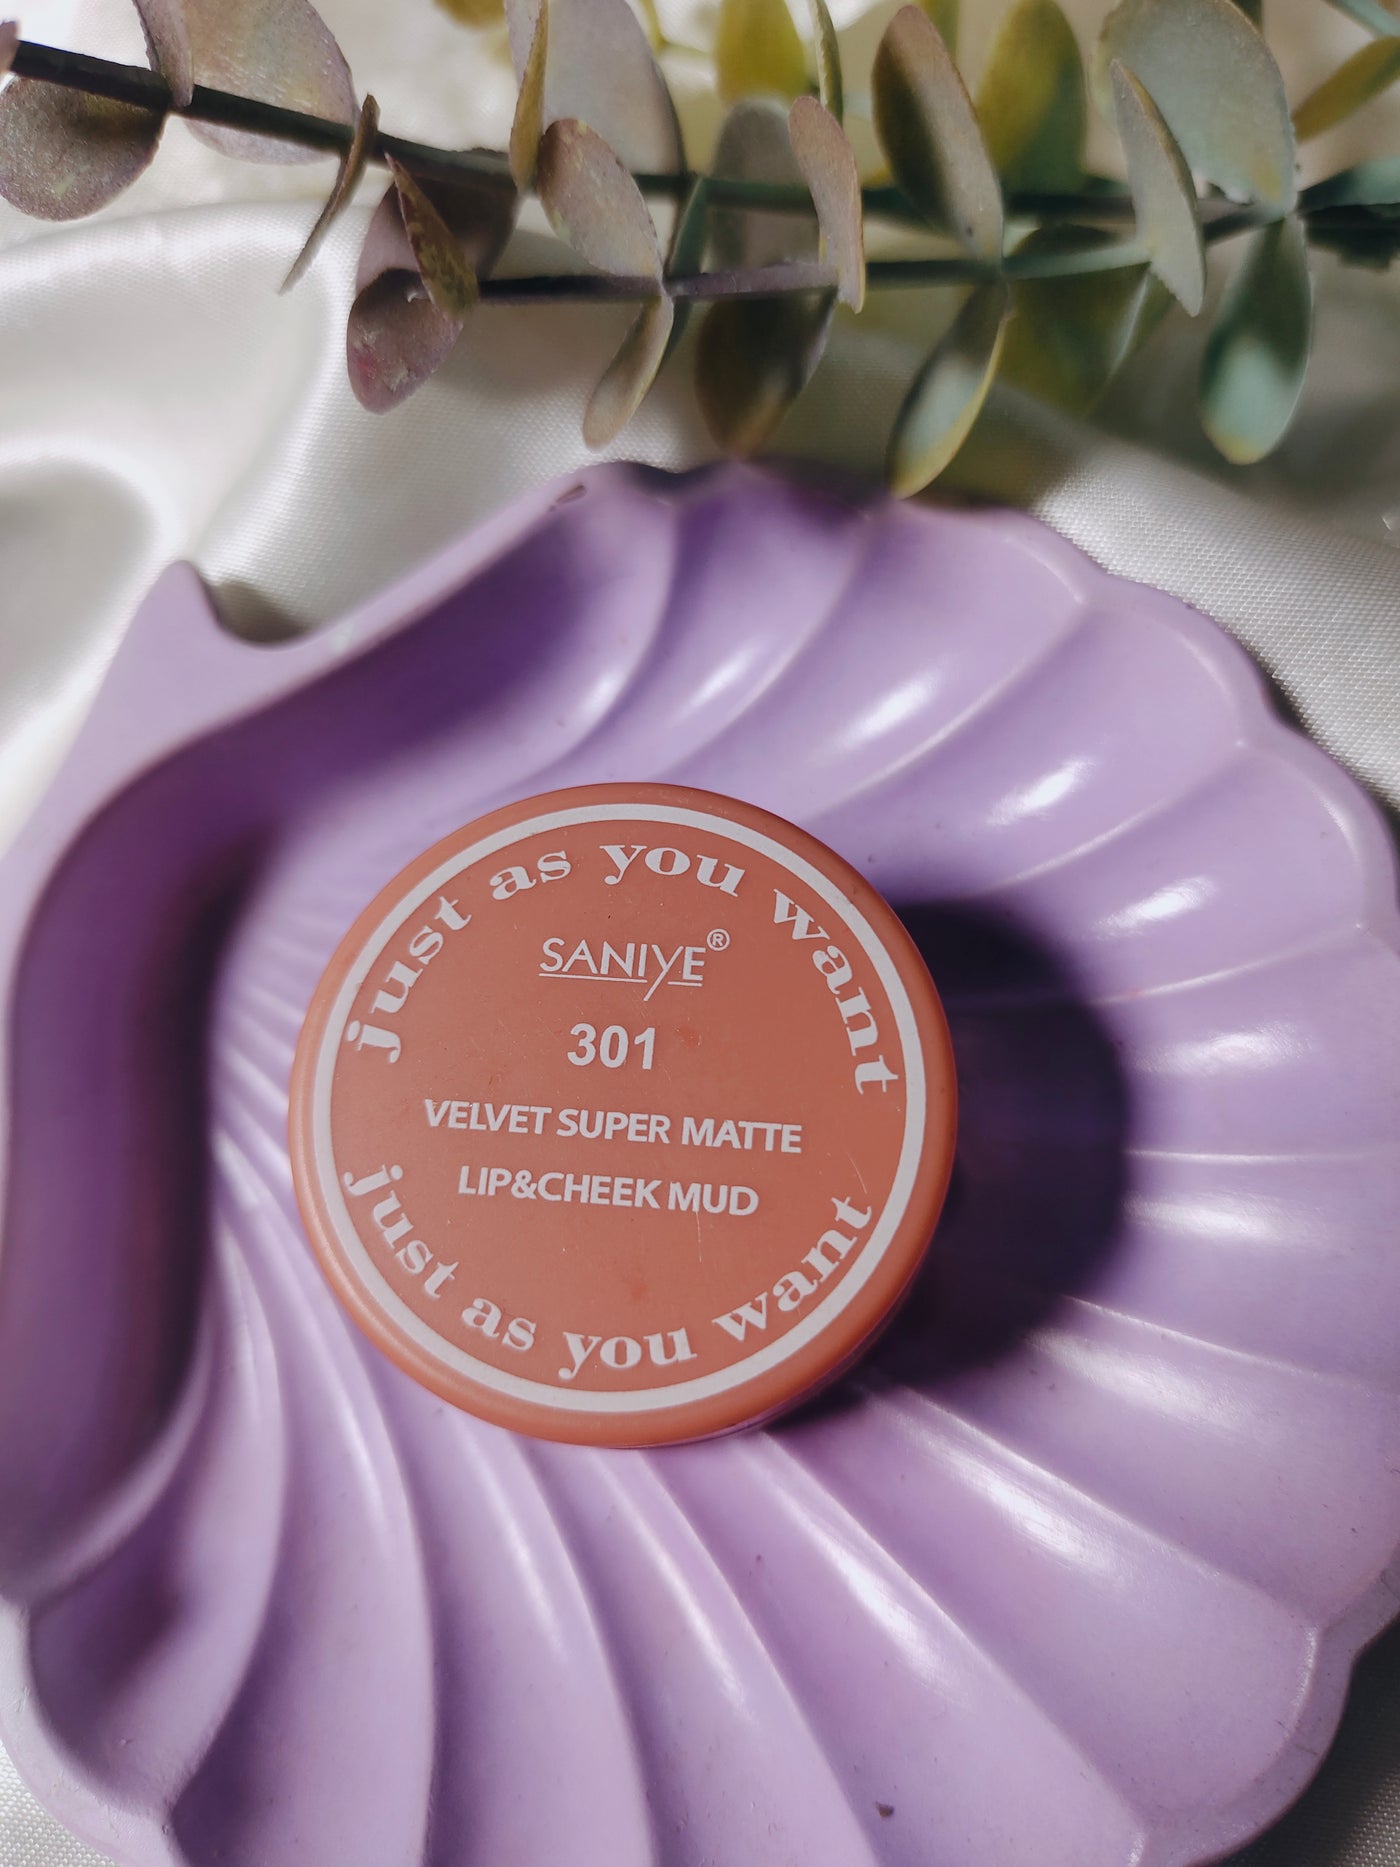 just as you want
SANIYE®
301
VELVET SUPER MATTE
LIP&CHEEK MUD
just as you want